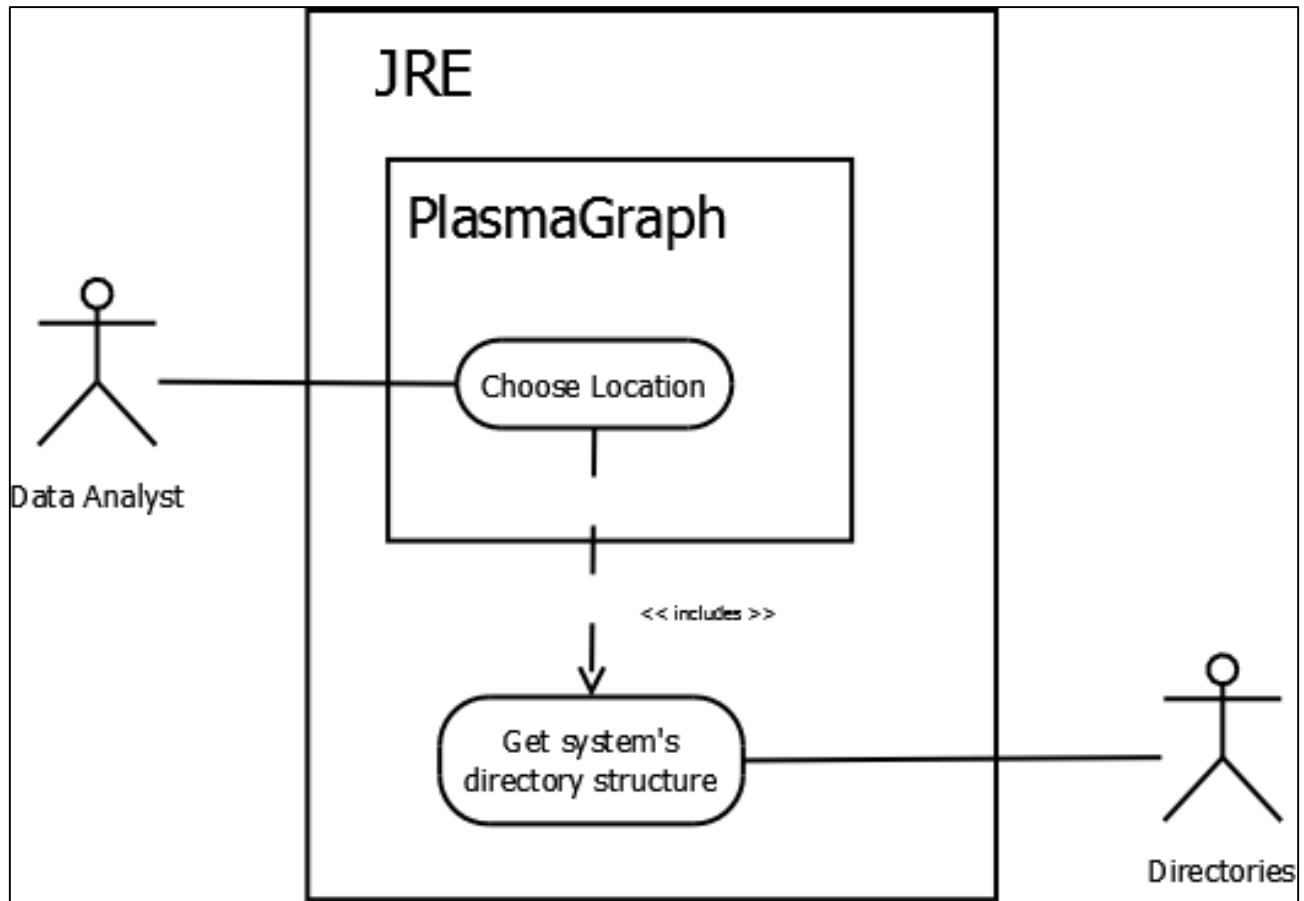 JRE
PlasmaGraph
Choose Location
Data Analyst
<< includes >>
Get system's
directory structure
Directories